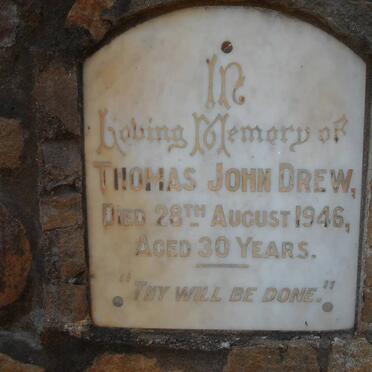 In
Loving Memory of
THOMAS JOHN DREW,
DIED 28TH AUGUST 1946,
AGED 30 YEARS.
"THY WILL BE DONE."